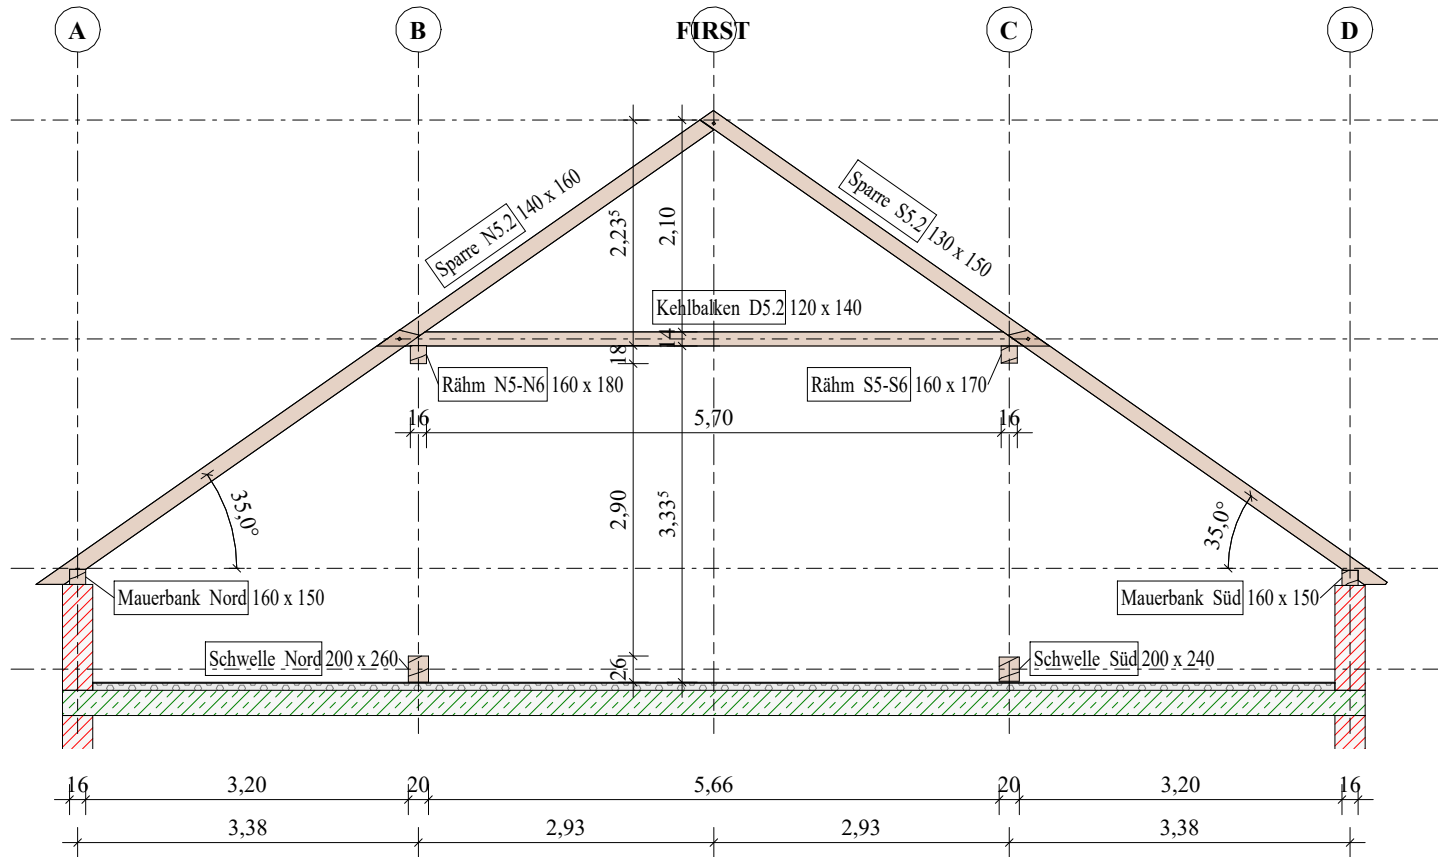 A B FIRST C D
Sparre N5.2 140 x 160
Sparre S5.2 130 x 150
2,23⁵ 2,10
Kehlbalken D5.2 120 x 140
18 14
Rähm N5-N6 160 x 180
Rähm S5-S6 160 x 170
16 5,70 16
2,90 3,33⁵
35,0° 35,0°
Mauerbank Nord 160 x 150
Mauerbank Süd 160 x 150
Schwelle Nord 200 x 260
26
Schwelle Süd 200 x 240
16 3,20 20 5,66 20 3,20 16
3,38 2,93 2,93 3,38